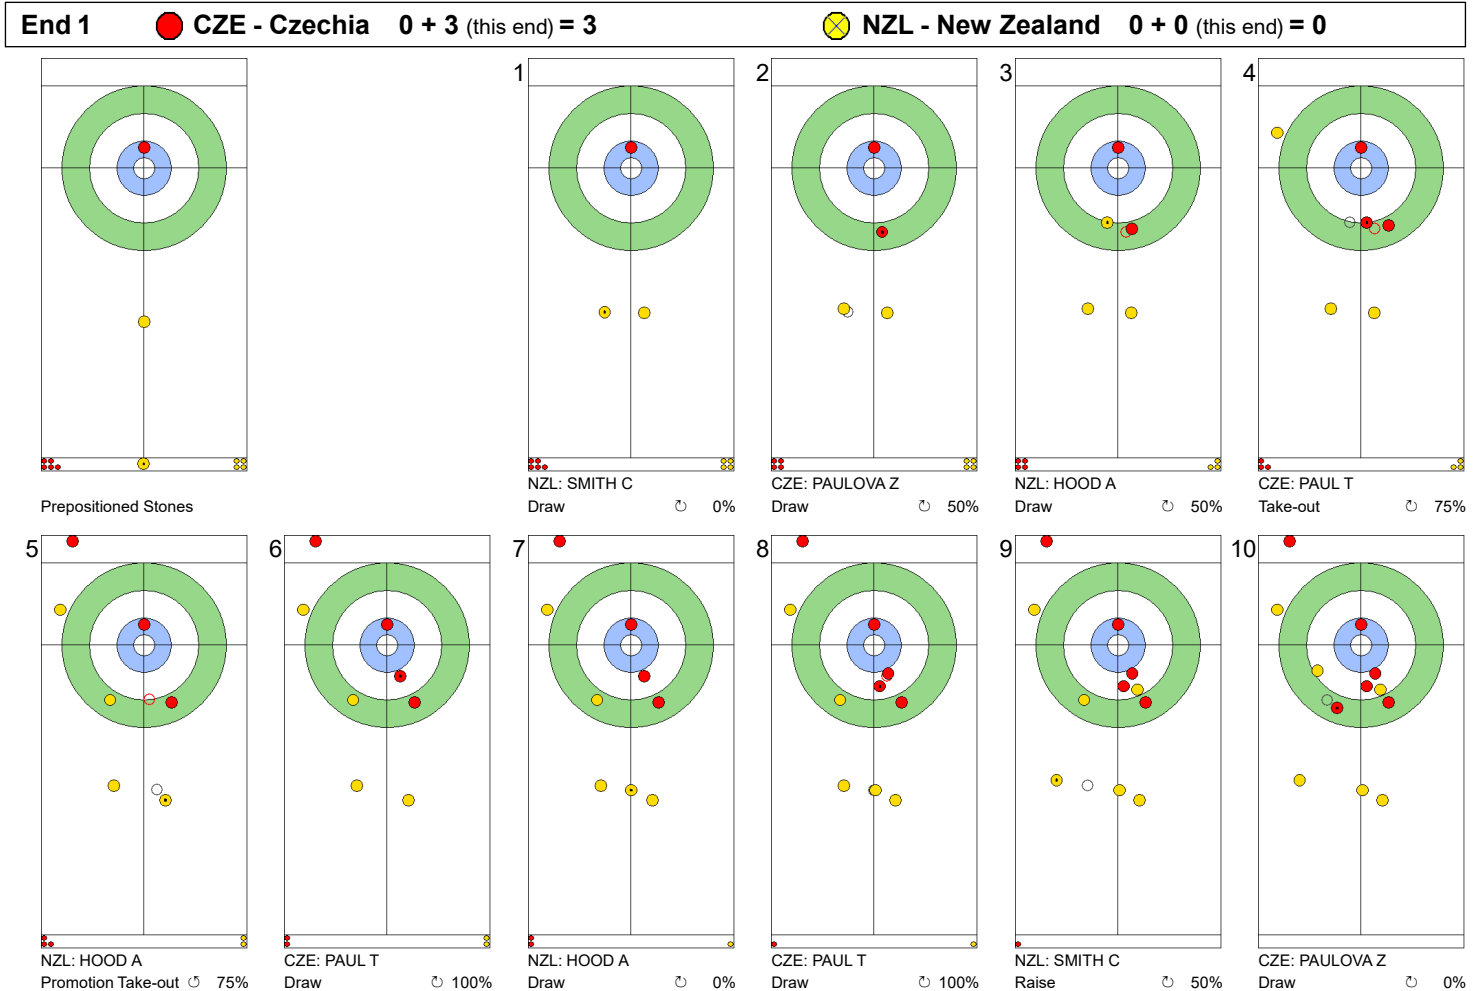 End 1 CZE - Czechia 0 + 3 (this end) = 3 NZL - New Zealand 0 + 0 (this end) = 0
1 2 3 4
Prepositioned Stones
NZL: SMITH C
Draw 0%
CZE: PAULOVA Z
Draw 50%
NZL: HOOD A
Draw 50%
CZE: PAUL T
Take-out 75%
5 6 7 8 9 10
NZL: HOOD A
Promotion Take-out 75%
CZE: PAUL T
Draw 100%
NZL: HOOD A
Draw 0%
CZE: PAUL T
Draw 100%
NZL: SMITH C
Raise 50%
CZE: PAULOVA Z
Draw 0%